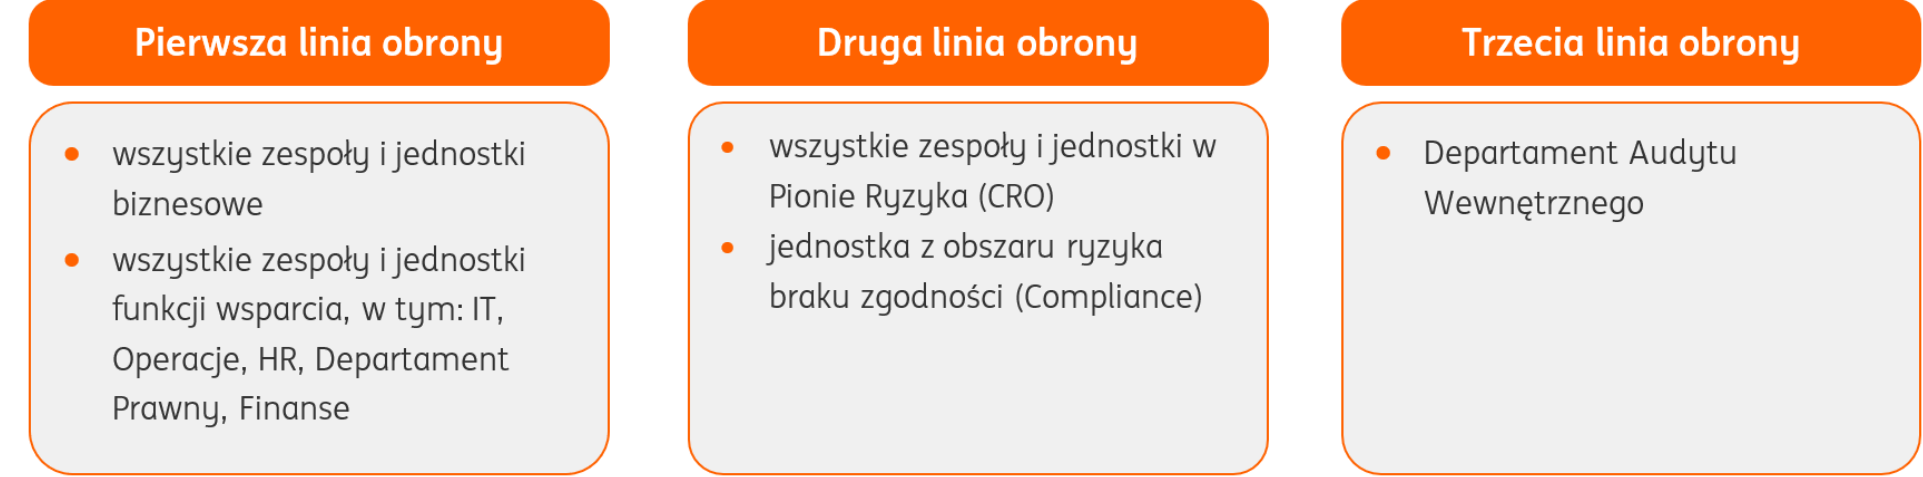 Pierwsza linia obrony
wszystkie zespoły i jednostki
biznesowe
wszystkie zespoły i jednostki
funkcji wsparcia, w tym: IT,
Operacje, HR, Departament
Prawny, Finanse
Druga linia obrony
wszystkie zespoły i jednostki w
Pionie Ryzyka (CRO)
jednostka z obszaru ryzyka
braku zgodności (Compliance)
Trzecia linia obrony
Departament Audytu
Wewnętrznego